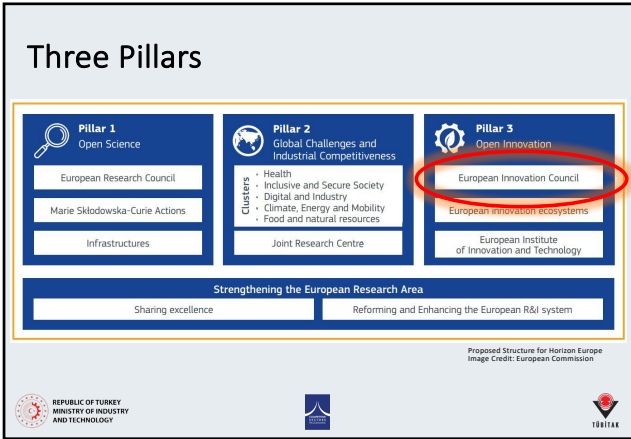 Three Pillars
Pillar 1
Open Science
European Research Council
Marie Skłodowska-Curie Actions
Infrastructures
Pillar 2
Global Challenges and
Industrial Competitiveness
Clusters
• Health
• Inclusive and Secure Society
• Digital and Industry
• Climate, Energy and Mobility
• Food and natural resources
Joint Research Centre
Pillar 3
Open Innovation
European Innovation Council
European innovation ecosystems
European Institute
of Innovation and Technology
Strengthening the European Research Area
Sharing excellence
Reforming and Enhancing the European R&I system
Proposed Structure for Horizon Europe
Image Credit: European Commission
REPUBLIC OF TURKEY
MINISTRY OF INDUSTRY
AND TECHNOLOGY
TÜBİTAK